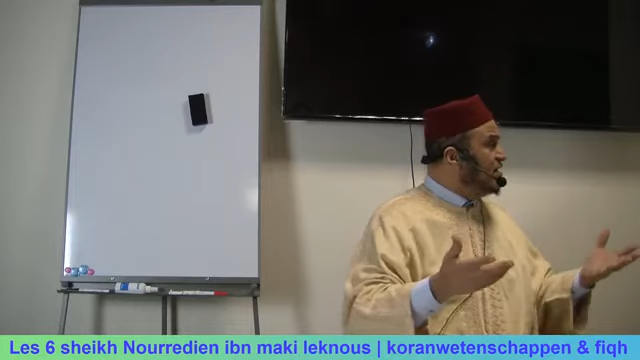 Les 6 sheikh Nourredien ibn maki leknous | koranwetenschappen & fiqh